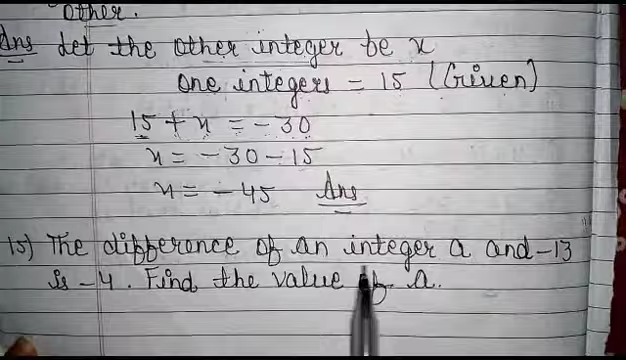 other.
Ans Let the other integer be x
one integers = 15 (Given)
15 + x = -30
x = -30 - 15
x = -45 Ans
15) The difference of an integer a and -13
is -4. Find the value of a.